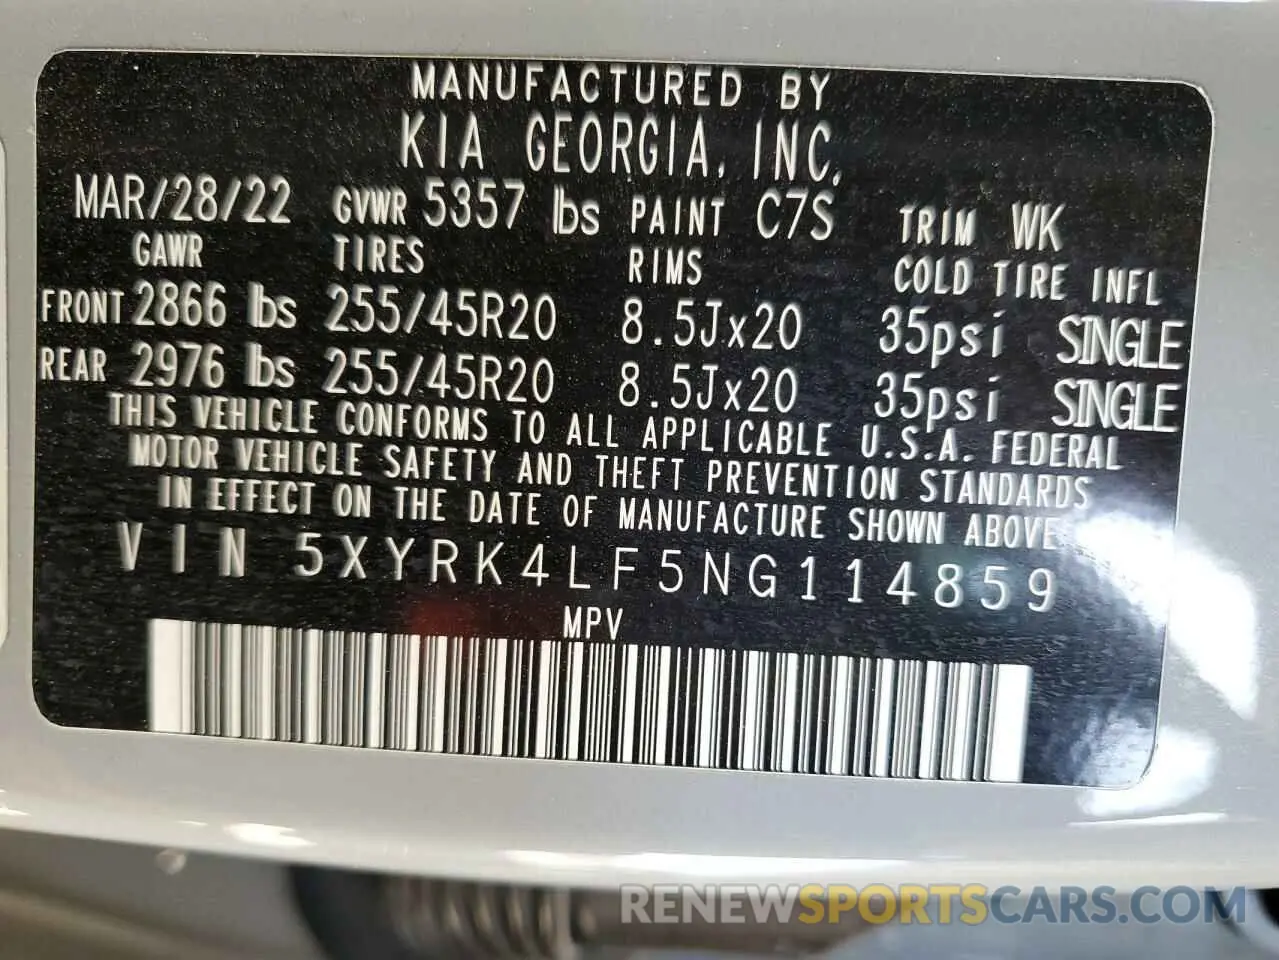 MANUFACTURED BY
KIA GEORGIA, INC.
MAR/28/22 GVWR 5357 lbs PAINT C7S TRIM WK
GAWR TIRES RIMS COLD TIRE INFL
FRONT 2866 lbs 255/45R20 8.5Jx20 35psi SINGLE
REAR 2976 lbs 255/45R20 8.5Jx20 35psi SINGLE
THIS VEHICLE CONFORMS TO ALL APPLICABLE U.S.A. FEDERAL
MOTOR VEHICLE SAFETY AND THEFT PREVENTION STANDARDS
IN EFFECT ON THE DATE OF MANUFACTURE SHOWN ABOVE
VIN 5XYRK4LF5NG114859
MPV
RENEWSPORTSCARS.COM